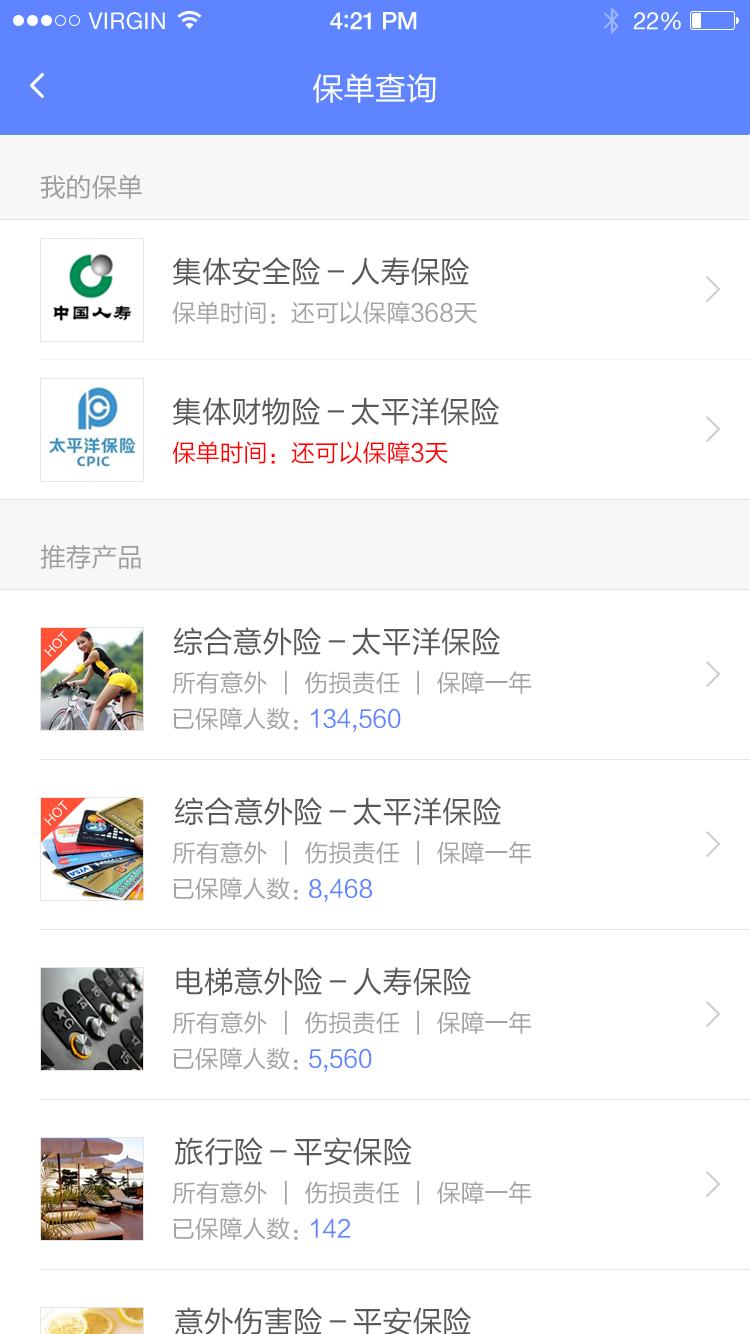 VIRGIN 4:21 PM 22%
保单查询
我的保单
中国人寿
集体安全险－人寿保险
保单时间：还可以保障368天
太平洋保险
CPIC
集体财物险－太平洋保险
保单时间：还可以保障3天
推荐产品
HOT
综合意外险－太平洋保险
所有意外 | 伤损责任 | 保障一年
已保障人数：134,560
HOT
VISA
综合意外险－太平洋保险
所有意外 | 伤损责任 | 保障一年
已保障人数：8,468
电梯意外险－人寿保险
所有意外 | 伤损责任 | 保障一年
已保障人数：5,560
旅行险－平安保险
所有意外 | 伤损责任 | 保障一年
已保障人数：142
意外伤害险－平安保险